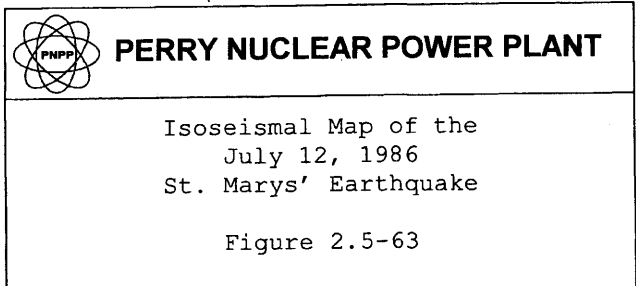 PNPP
PERRY NUCLEAR POWER PLANT
Isoseismal Map of the
July 12, 1986
St. Marys' Earthquake
Figure 2.5-63